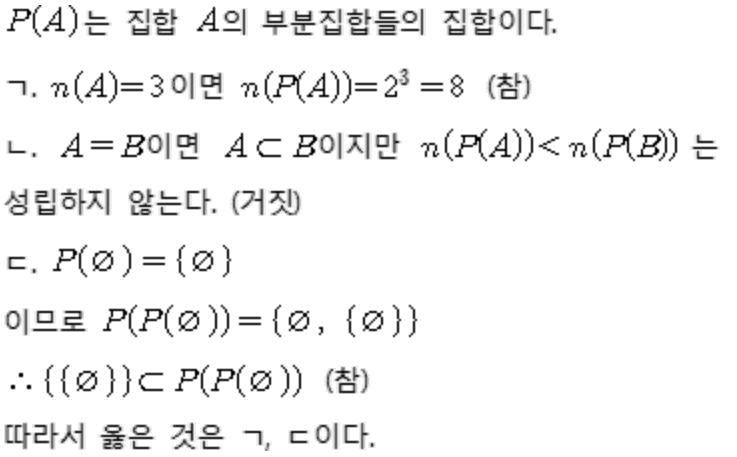 P(A)는 집합 A의 부분집합들의 집합이다.
ㄱ. n(A)=3이면 n(P(A))=2³=8 (참)
ㄴ. A=B이면 A⊂B이지만 n(P(A))<n(P(B)) 는
성립하지 않는다. (거짓)
ㄷ. P(∅)={∅}
이므로 P(P(∅))={∅, {∅}}
∴{{∅}}⊂P(P(∅)) (참)
따라서 옳은 것은 ㄱ, ㄷ이다.